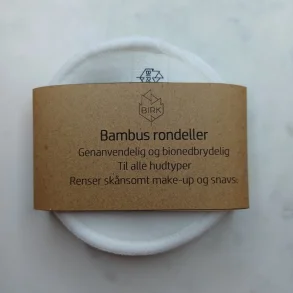 BIRK
Bambus rondeller
Genanvendelig og bionedbrydelig
Til alle hudtyper
Renser skånsomt make-up og snavs.